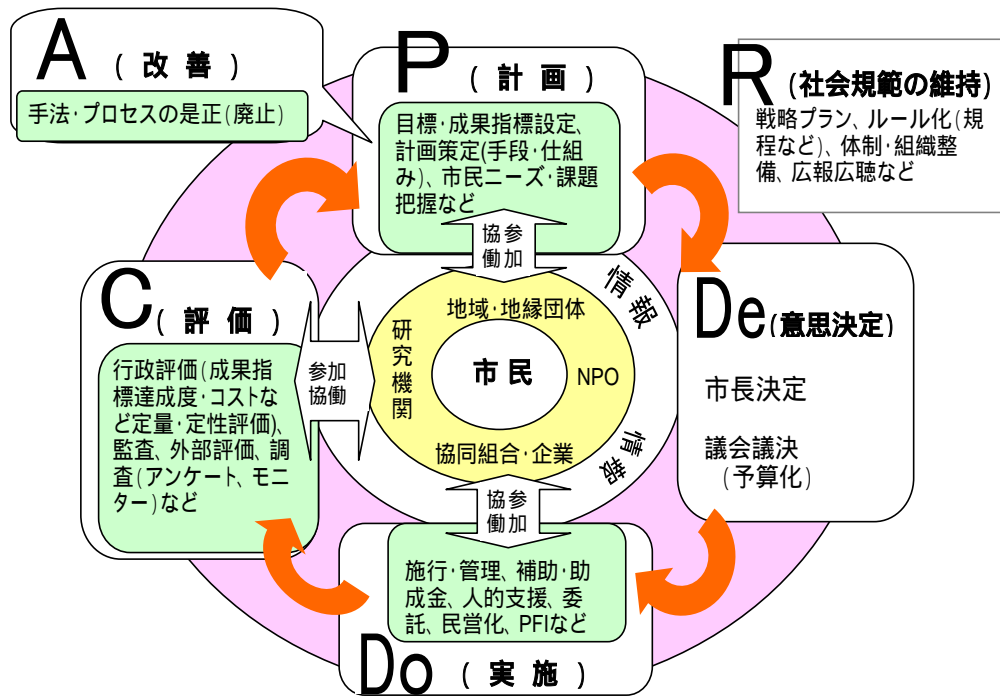 A (改善)
手法・プロセスの是正(廃止)
P (計画)
目標・成果指標設定、
計画策定(手段・仕組
み)、市民ニーズ・課題
把握など
R (社会規範の維持)
戦略プラン、ルール化(規
程など)、体制・組織整
備、広報広聴など
協参
働加
De (意思決定)
市長決定
議会議決
(予算化)
C (評価)
行政評価(成果指
標達成度・コストな
ど定量・定性評価)、
監査、外部評価、調
査(アンケート、モニ
ター)など
参加
協働
情報
地域・地縁団体
研究機関
市民
NPO
協同組合・企業
情報
協参
働加
施行・管理、補助・助
成金、人的支援、委
託、民営化、PFIなど
Do (実施)